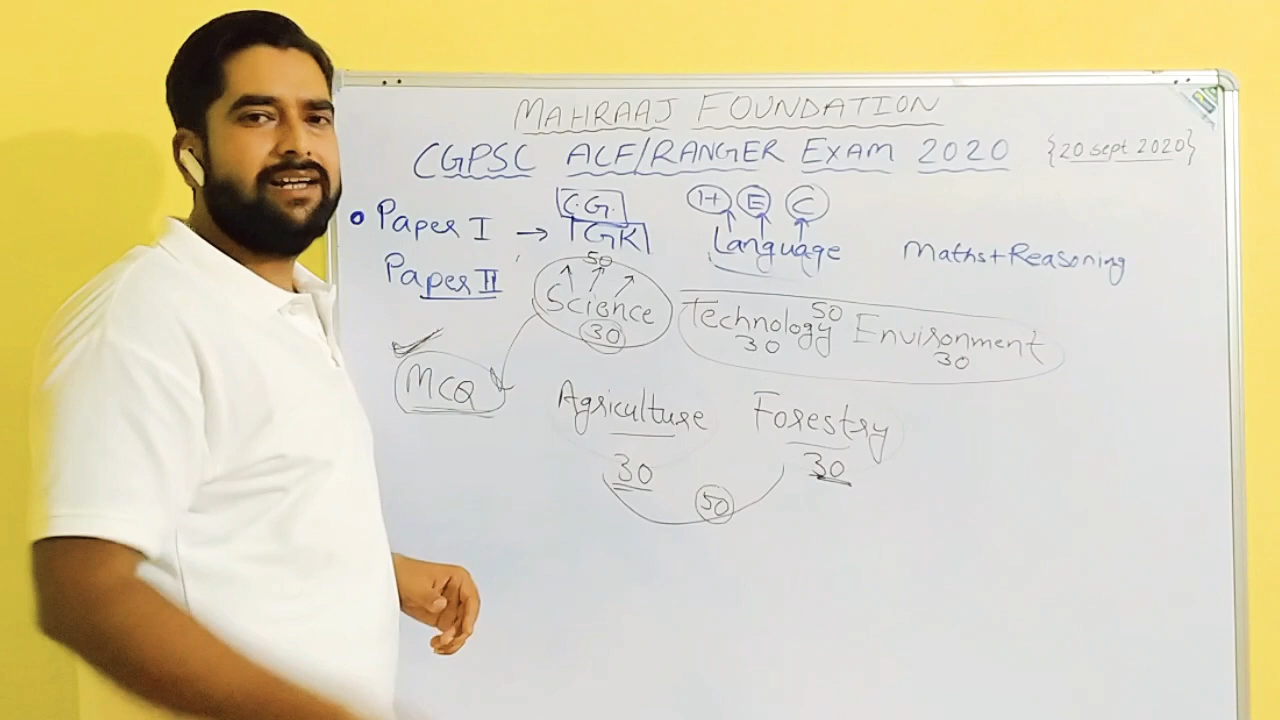 MAHRAAJ FOUNDATION
CGPSC ACF/RANGER EXAM 2020 {20 sept 2020}
C.G. H E C
• Paper I → GK Language Maths+Reasoning
Paper II
50
Science Technology 50 Environment
30 30 30
MCQ Agriculture Forestry
30 30
50